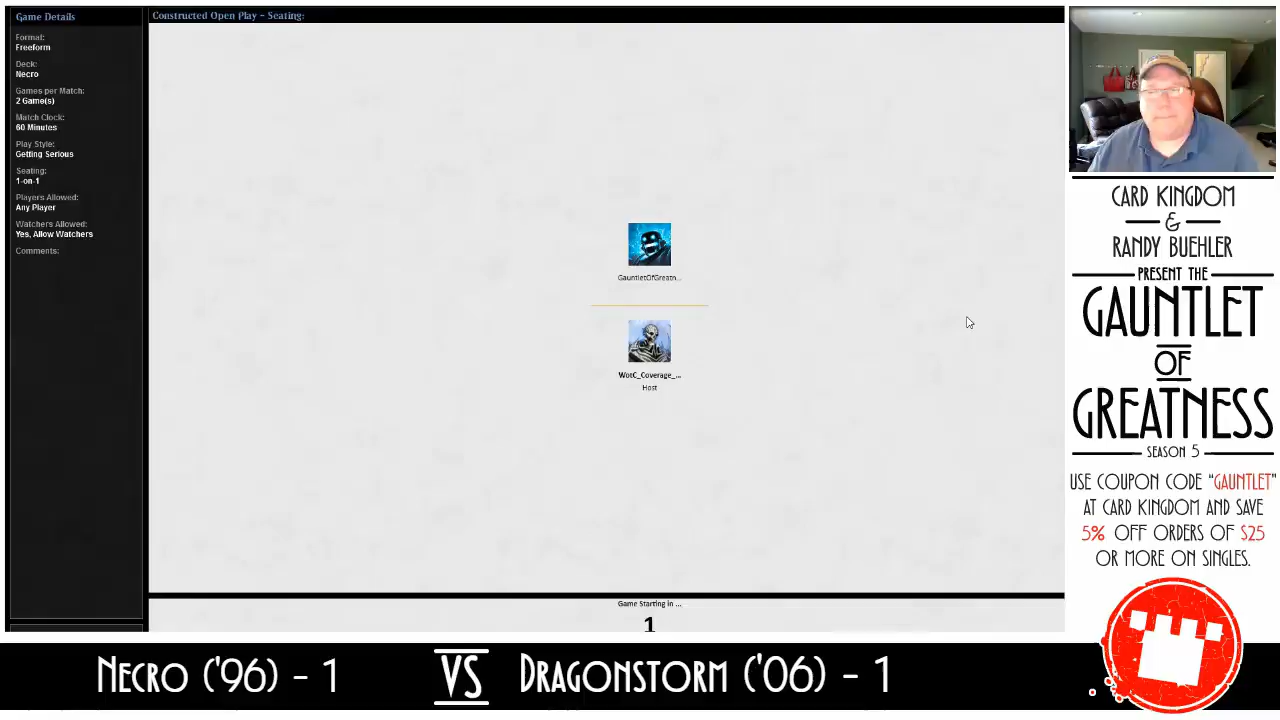 Game Details
Format:
Freeform
Deck:
Necro
Games per Match:
2 Game(s)
Match Clock:
60 Minutes
Play Style:
Getting Serious
Seating:
1-on-1
Players Allowed:
Any Player
Watchers Allowed:
Yes, Allow Watchers
Comments:
Constructed Open Play - Seating:
GauntletOfGreatn...
WotC_Coverage_...
Host
Game Starting in ...
1
CARD KINGDOM
&
RANDY BUEHLER
PRESENT THE
GAUNTLET
OF
GREATNESS
SEASON 5
USE COUPON CODE "GAUNTLET"
AT CARD KINGDOM AND SAVE
5% OFF ORDERS OF $25
OR MORE ON SINGLES.
NECRO ('96) - 1 VS DRAGONSTORM ('06) - 1